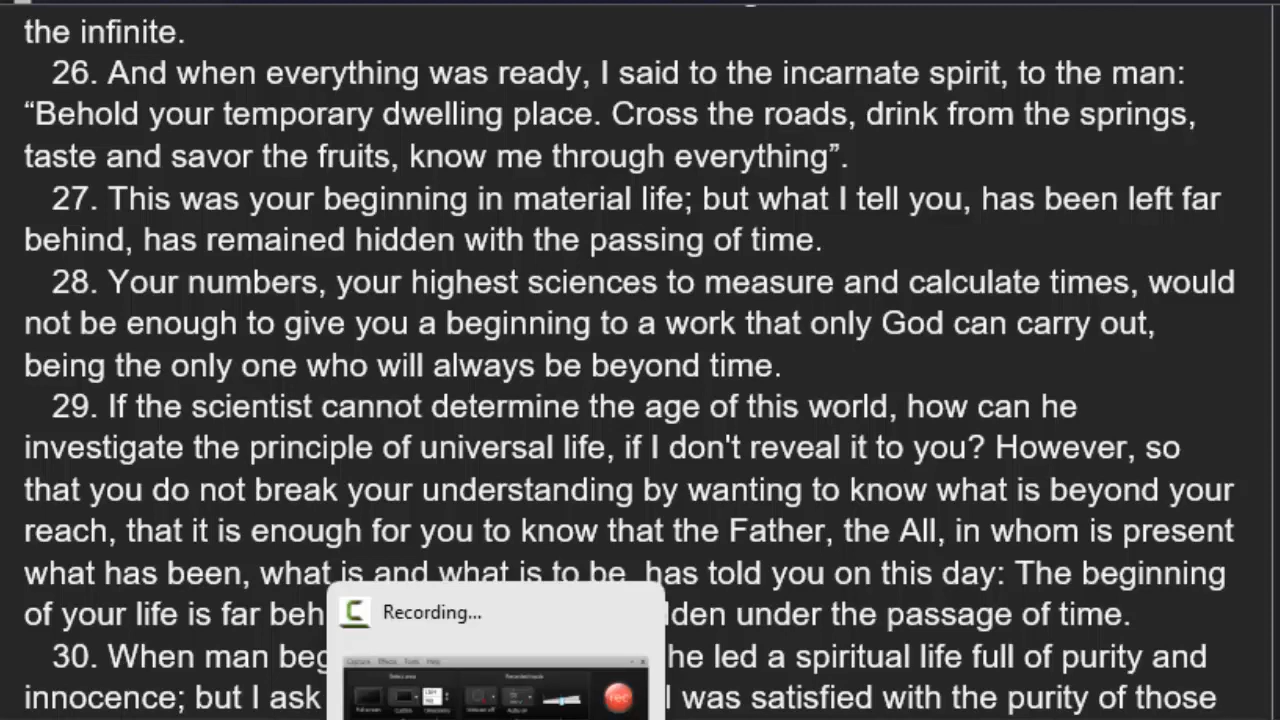 the infinite.
26. And when everything was ready, I said to the incarnate spirit, to the man:
“Behold your temporary dwelling place. Cross the roads, drink from the springs,
taste and savor the fruits, know me through everything”.
27. This was your beginning in material life; but what I tell you, has been left far
behind, has remained hidden with the passing of time.
28. Your numbers, your highest sciences to measure and calculate times, would
not be enough to give you a beginning to a work that only God can carry out,
being the only one who will always be beyond time.
29. If the scientist cannot determine the age of this world, how can he
investigate the principle of universal life, if I don't reveal it to you? However, so
that you do not break your understanding by wanting to know what is beyond your
reach, that it is enough for you to know that the Father, the All, in whom is present
what has been, what is and what is to be, has told you on this day: The beginning
of your life is far beh dden under the passage of time.
Recording...
30. When man beg he led a spiritual life full of purity and
Capture Effects Tools Help
innocence; but I ask I was satisfied with the purity of those
rec